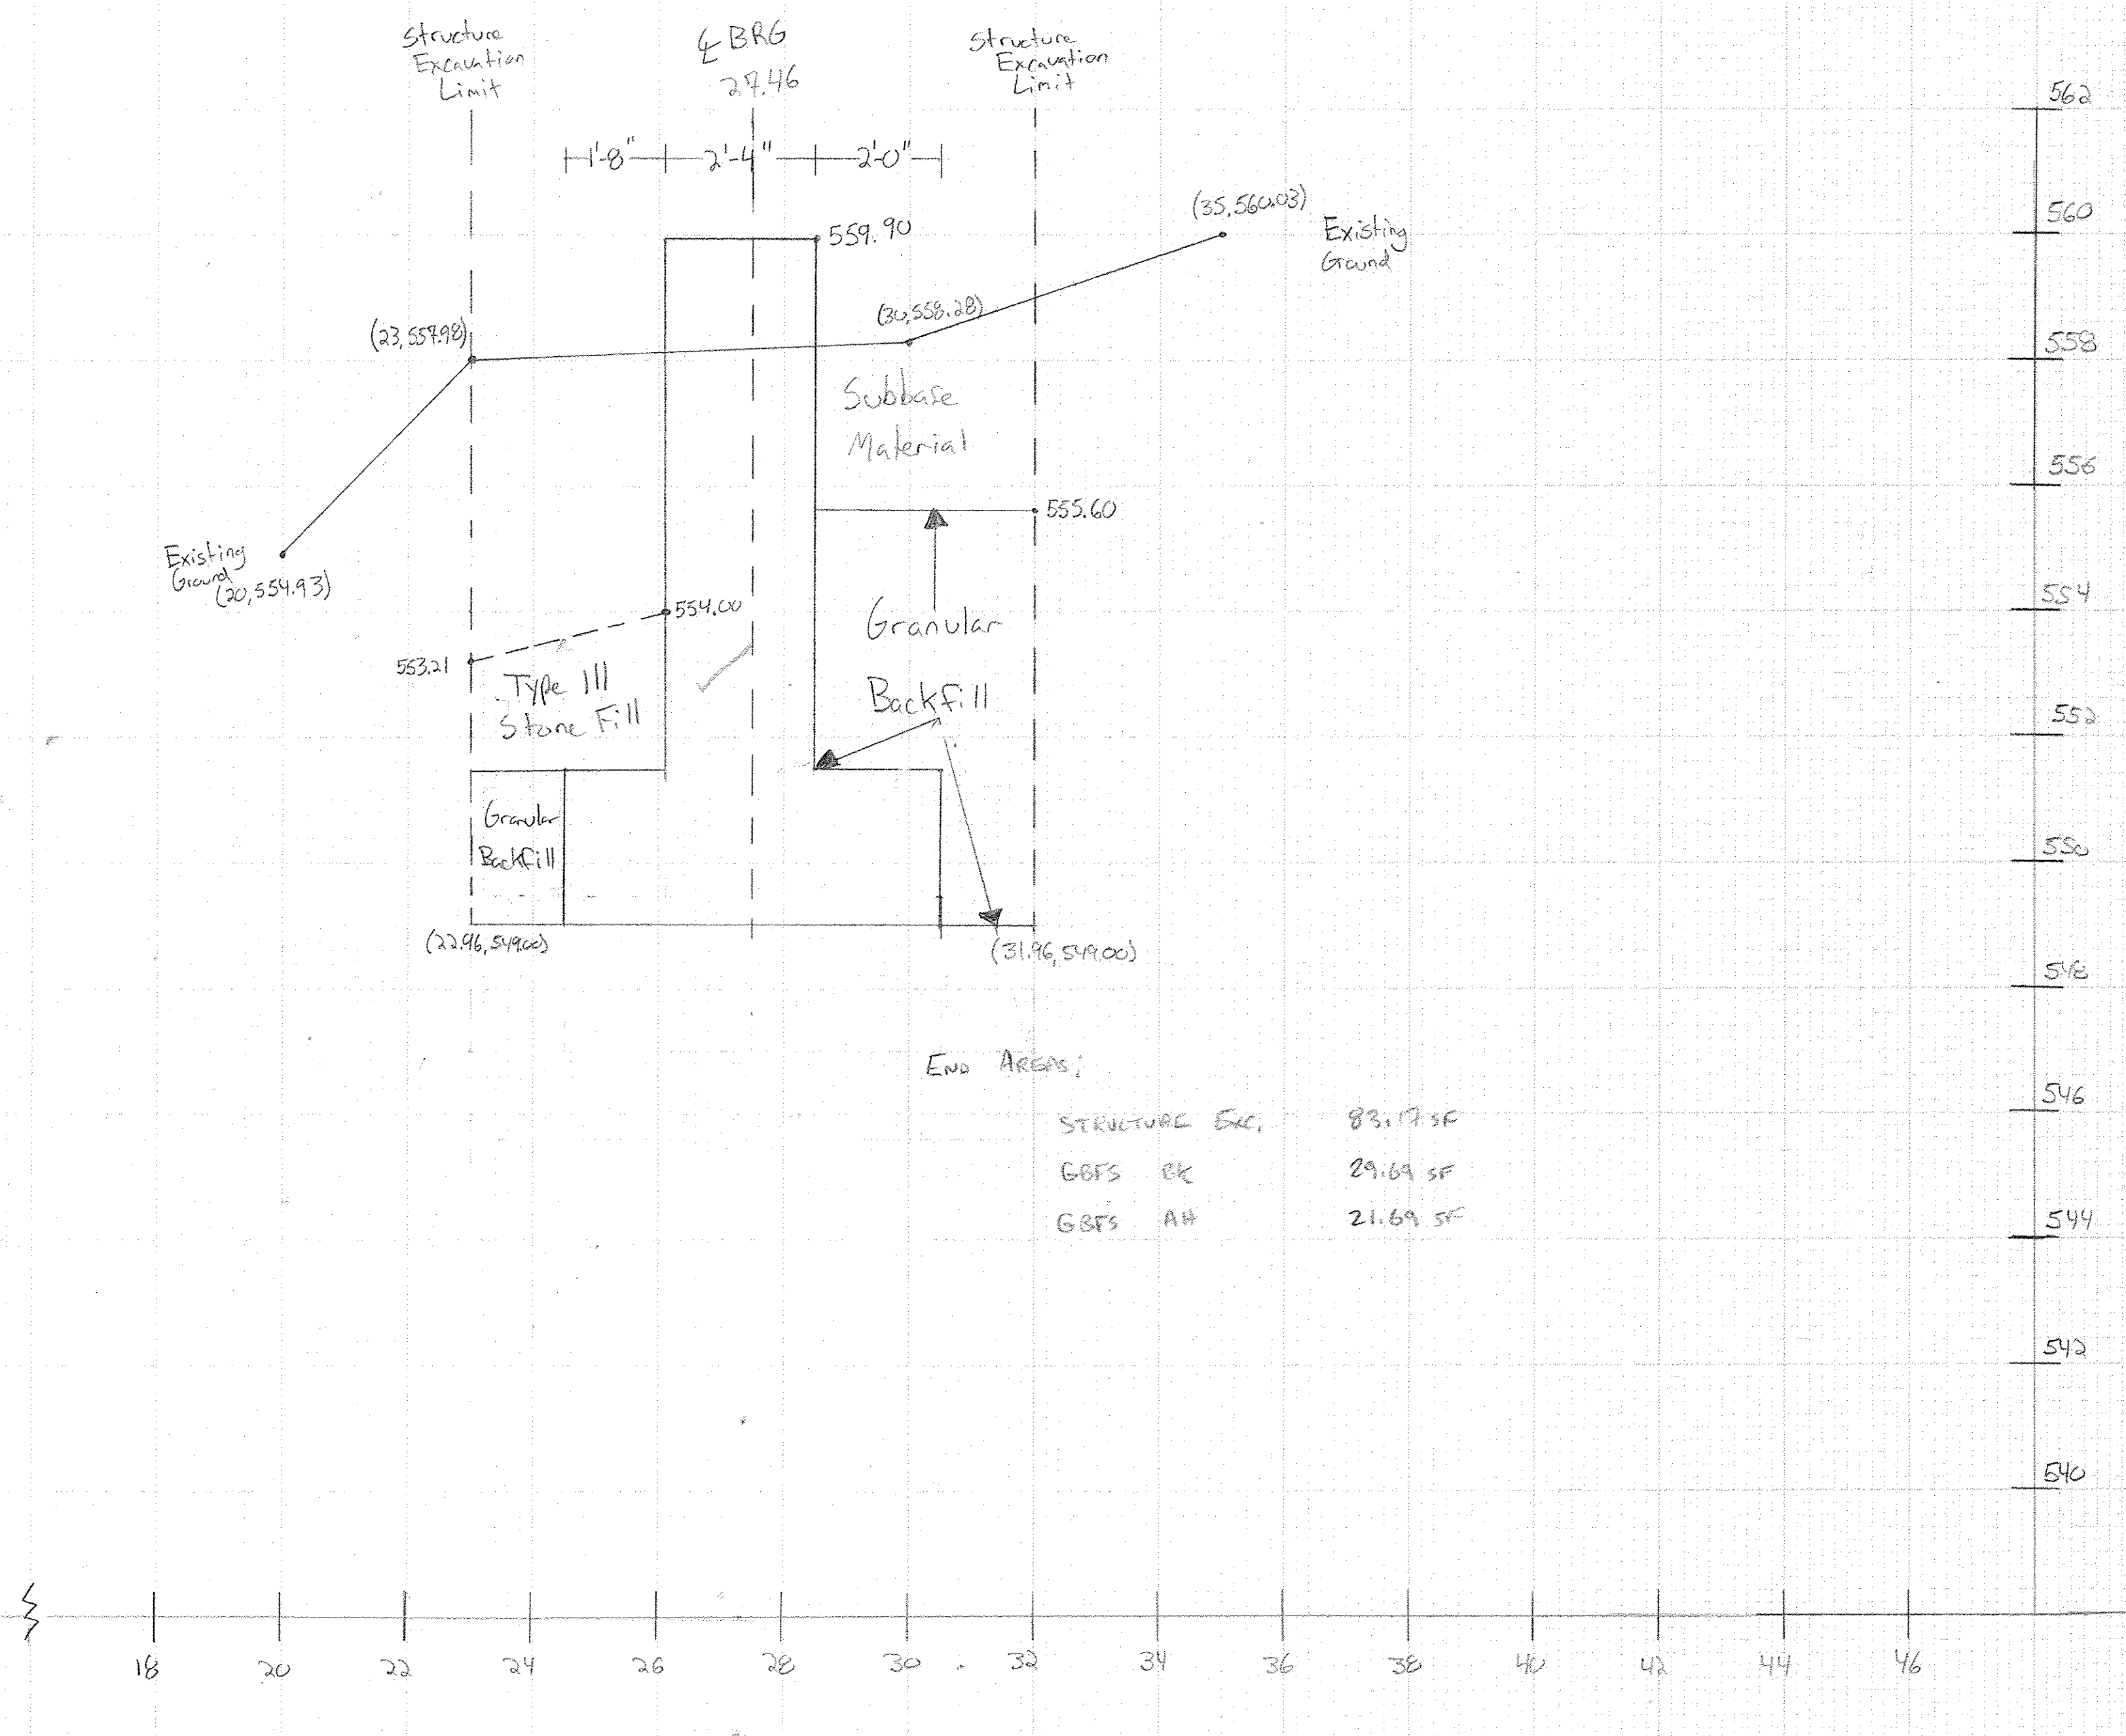 Structure
Excavation
Limit
℄ BRG
27.46
Structure
Excavation
Limit
1'-8"
2'-4"
2'-0"
562
560
558
556
554
552
550
548
546
544
542
540
(35,560.03)
Existing
Ground
559.90
(30,558.28)
(23,557.98)
Subbase
Material
555.60
Existing
Ground
(20,554.93)
554.00
553.21
Granular
Backfill
Type III
Stone Fill
Granular
Backfill
(22.96,549.00)
(31.96,549.00)
END AREAS:
STRUCTURE EXC. 83.17 SF
GBFS BK 29.69 SF
GBFS AH 21.69 SF
18 20 22 24 26 28 30 32 34 36 38 40 42 44 46